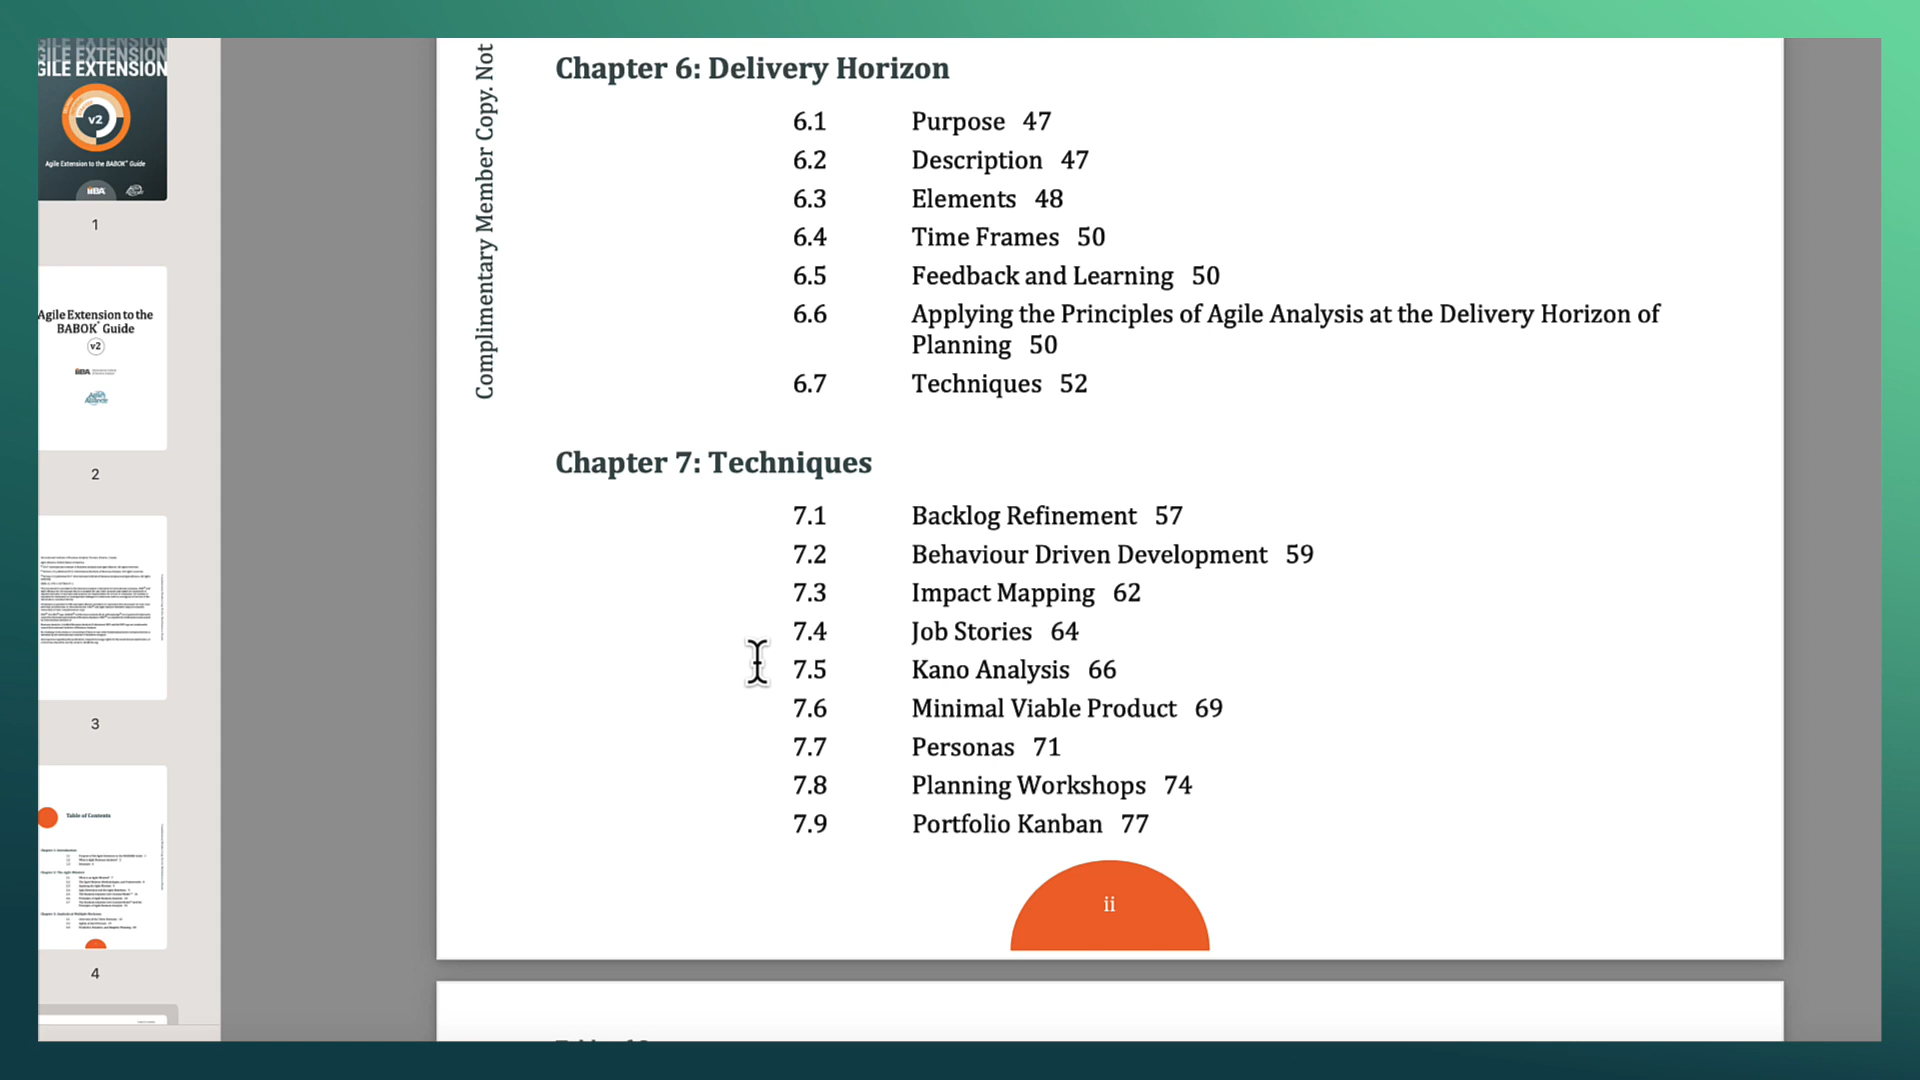 GILE EXTENSION
GILE EXTENSION
GILE EXTENSION
v2
Agile Extension to the BABOK® Guide
IIBA
1
Agile Extension to the
BABOK® Guide
v2
IIBA
2
3
Table of Contents
4
Complimentary Member Copy. Not
Chapter 6: Delivery Horizon
6.1 Purpose 47
6.2 Description 47
6.3 Elements 48
6.4 Time Frames 50
6.5 Feedback and Learning 50
6.6 Applying the Principles of Agile Analysis at the Delivery Horizon of
Planning 50
6.7 Techniques 52
Chapter 7: Techniques
7.1 Backlog Refinement 57
7.2 Behaviour Driven Development 59
7.3 Impact Mapping 62
7.4 Job Stories 64
7.5 Kano Analysis 66
7.6 Minimal Viable Product 69
7.7 Personas 71
7.8 Planning Workshops 74
7.9 Portfolio Kanban 77
ii